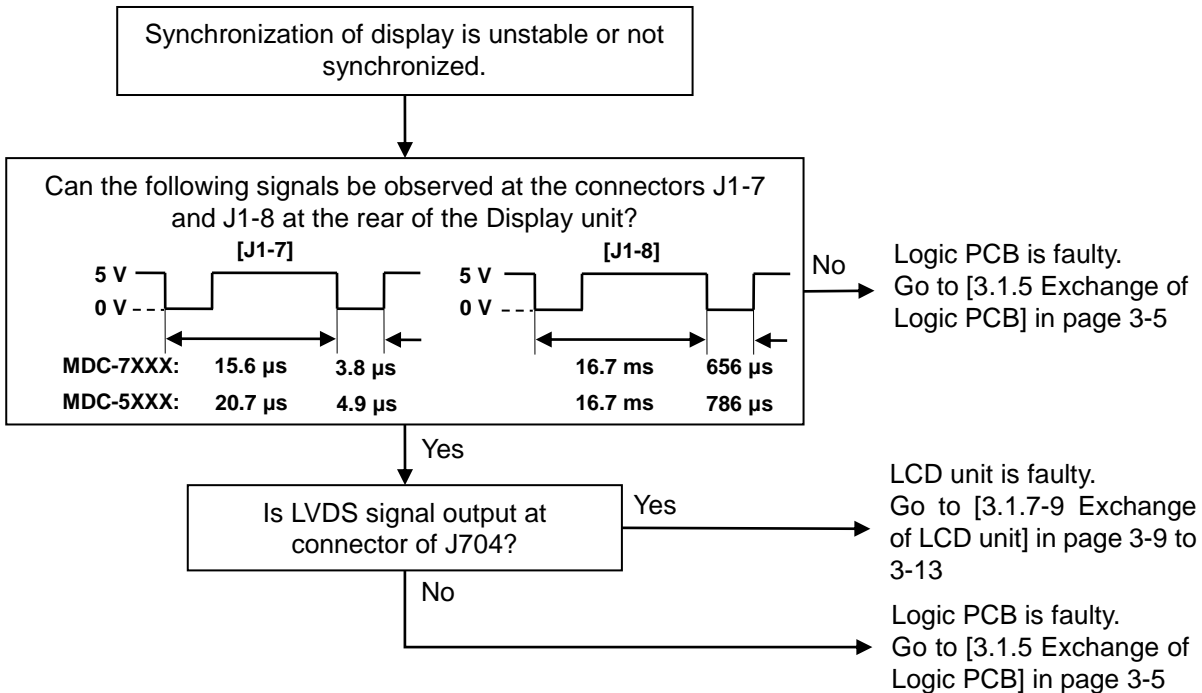 Synchronization of display is unstable or not
synchronized.
Can the following signals be observed at the connectors J1-7
and J1-8 at the rear of the Display unit?
[J1-7]
[J1-8]
5 V
0 V
5 V
0 V
MDC-7XXX: 15.6 µs 3.8 µs 16.7 ms 656 µs
MDC-5XXX: 20.7 µs 4.9 µs 16.7 ms 786 µs
No
Logic PCB is faulty.
Go to [3.1.5 Exchange of
Logic PCB] in page 3-5
Yes
Is LVDS signal output at
connector of J704?
Yes
LCD unit is faulty.
Go to [3.1.7-9 Exchange
of LCD unit] in page 3-9 to
3-13
No
Logic PCB is faulty.
Go to [3.1.5 Exchange of
Logic PCB] in page 3-5